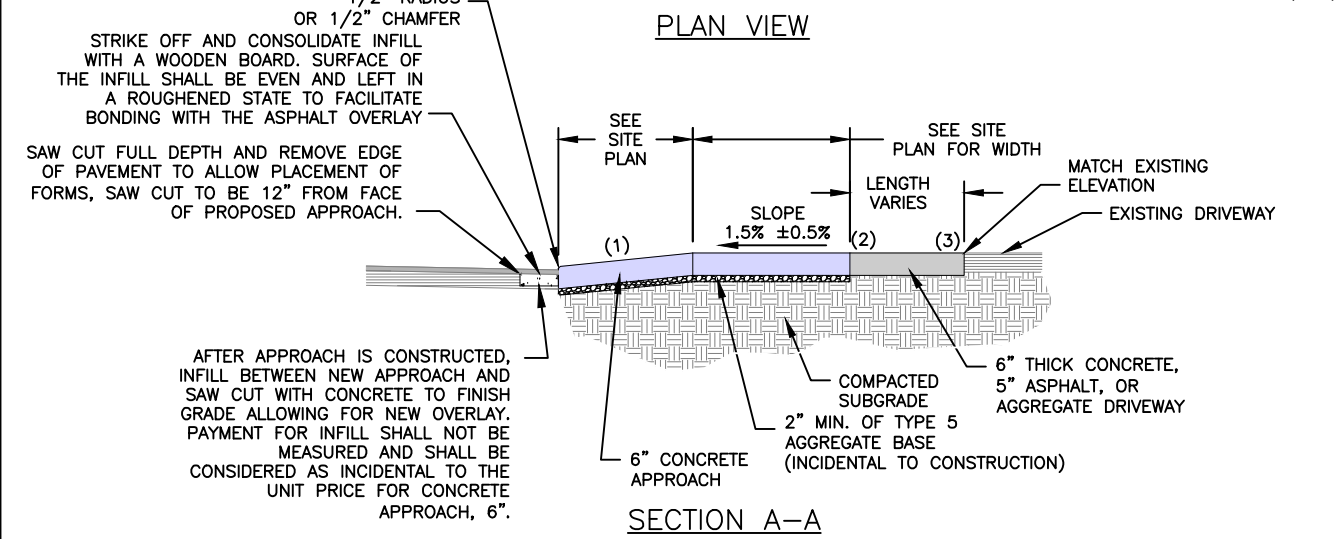 OR 1/2" CHAMFER
PLAN VIEW
STRIKE OFF AND CONSOLIDATE INFILL
WITH A WOODEN BOARD. SURFACE OF
THE INFILL SHALL BE EVEN AND LEFT IN
A ROUGHENED STATE TO FACILITATE
BONDING WITH THE ASPHALT OVERLAY
SAW CUT FULL DEPTH AND REMOVE EDGE
OF PAVEMENT TO ALLOW PLACEMENT OF
FORMS, SAW CUT TO BE 12" FROM FACE
OF PROPOSED APPROACH.
SEE
SITE
PLAN
SEE SITE
PLAN FOR WIDTH
LENGTH
VARIES
MATCH EXISTING
ELEVATION
EXISTING DRIVEWAY
SLOPE
1.5% ±0.5%
(1)
(2)
(3)
AFTER APPROACH IS CONSTRUCTED,
INFILL BETWEEN NEW APPROACH AND
SAW CUT WITH CONCRETE TO FINISH
GRADE ALLOWING FOR NEW OVERLAY.
PAYMENT FOR INFILL SHALL NOT BE
MEASURED AND SHALL BE
CONSIDERED AS INCIDENTAL TO THE
UNIT PRICE FOR CONCRETE
APPROACH, 6".
6" CONCRETE
APPROACH
COMPACTED
SUBGRADE
2" MIN. OF TYPE 5
AGGREGATE BASE
(INCIDENTAL TO CONSTRUCTION)
6" THICK CONCRETE,
5" ASPHALT, OR
AGGREGATE DRIVEWAY
SECTION A-A